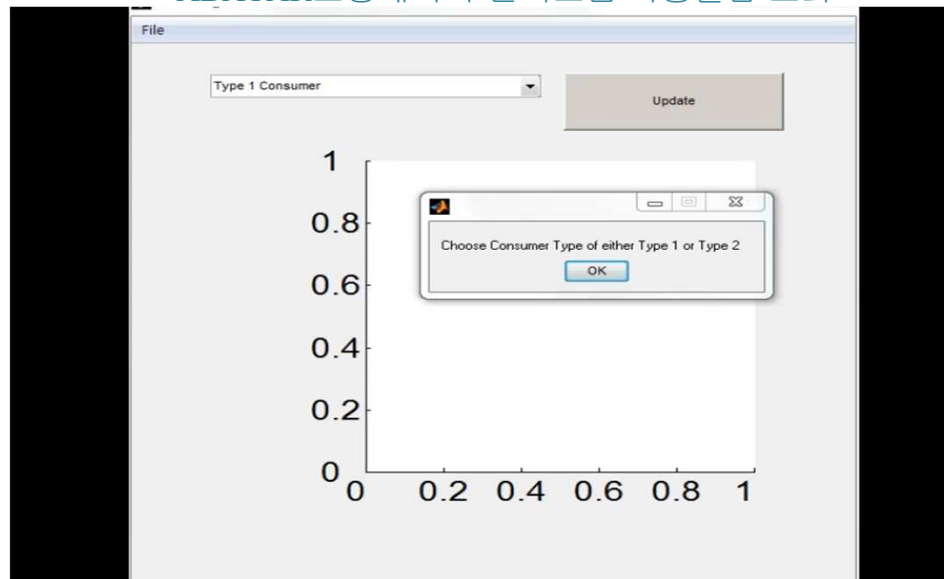 File
Type 1 Consumer
Update
Choose Consumer Type of either Type 1 or Type 2
OK
1
0.8
0.6
0.4
0.2
0
0 0.2 0.4 0.6 0.8 1